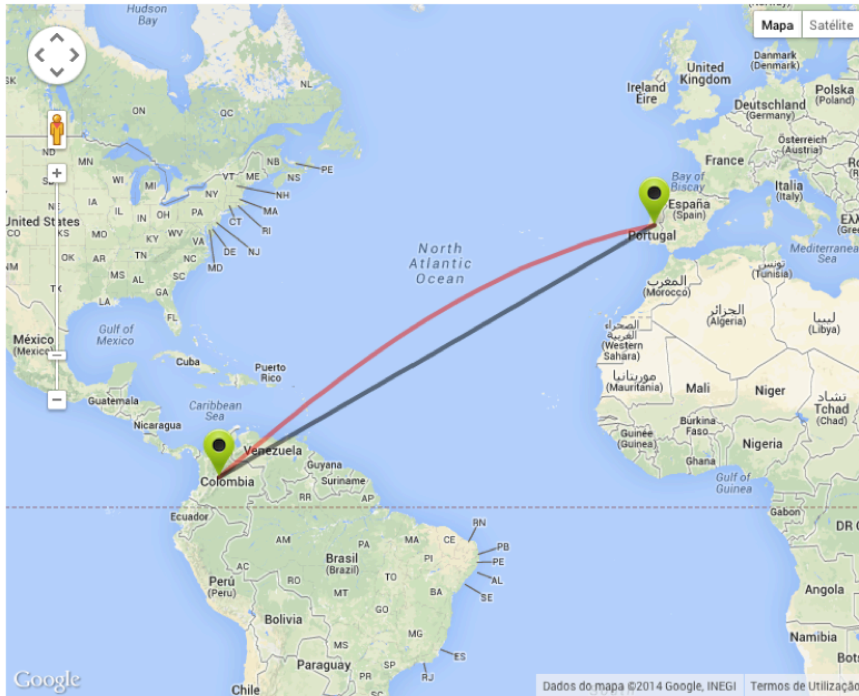 Hudson
Bay
Mapa
Satélite
Danmark
(Denmark)
United
Kingdom
Ireland
Éire
Polska
(Poland)
Deutschland
(Germany)
Österreich
(Austria)
France
Bay of
Biscay
Italia
(Italy)
España
(Spain)
Portugal
Mediterranean
Sea
تونس
(Tunisia)
المغرب
(Morocco)
الجزائر
(Algeria)
ليبيا
(Libya)
الصحراء
الغربية
(Western
Sahara)
موريتانيا
(Mauritania)
Mali
Niger
تشاد
Tchad
(Chad)
Burkina
Faso
Guinée
(Guinea)
Ghana
Nigeria
Gulf of
Guinea
Gabon
DR
Angola
Namibia
(Namibia)
NL
ON
QC
SK
ND
MN
WI
MI
VT
ME
NB
PE
NS
NH
MA
RI
CT
NY
PA
NJ
DE
MD
IA
IL
IN
OH
KS
MO
KY
WV
VA
OK
AR
TN
NC
NM
MS
AL
SC
TX
LA
GA
FL
United States
CO
North
Atlantic
Ocean
México
(Mexico)
Gulf of
Mexico
Cuba
Puerto
Rico
Caribbean
Sea
Guatemala
Nicaragua
Venezuela
Guyana
Suriname
Colombia
Ecuador
RR
AP
AM
PA
MA
CE
RN
PB
PE
AL
SE
PI
AC
RO
TO
BA
MT
GO
MG
ES
MS
SP
PR
RJ
SC
RS
Brasil
(Brazil)
Perú
(Peru)
Bolivia
Paraguay
Chile
Google
Dados do mapa ©2014 Google, INEGI
Termos de Utilização